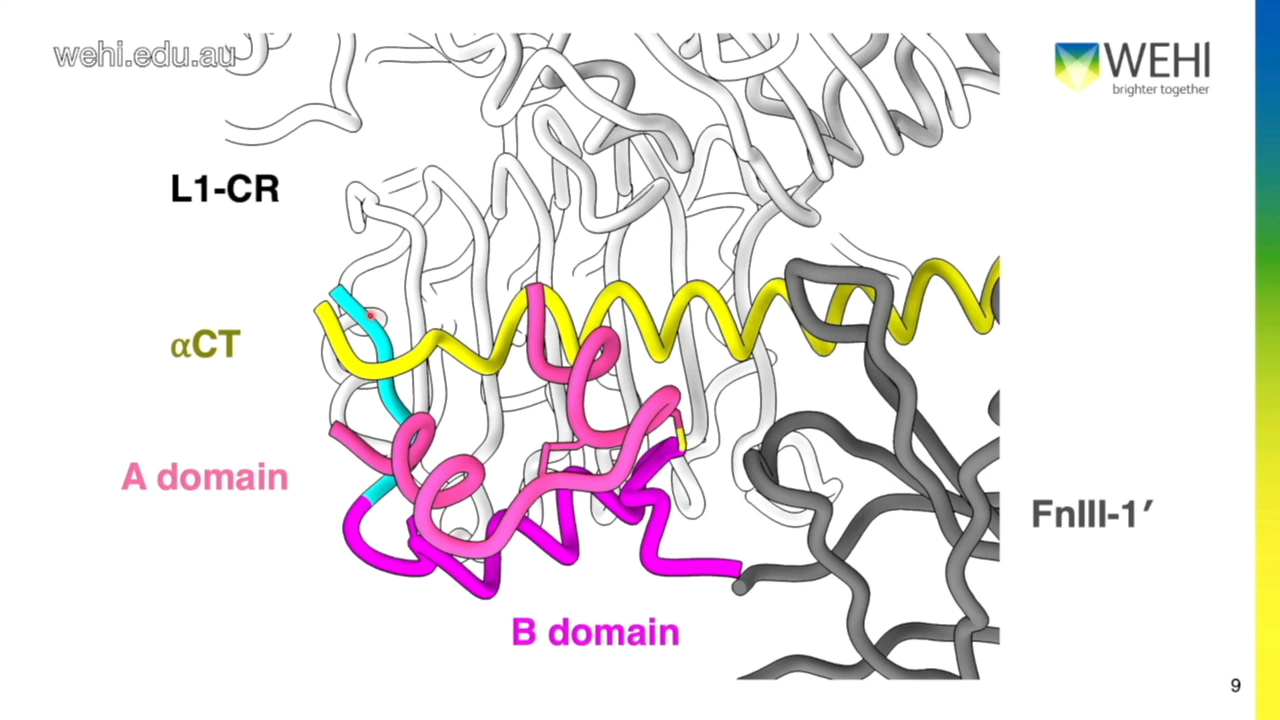 wehi.edu.au
WEHI
brighter together
L1-CR
αCT
A domain
FnIII-1′
B domain
9